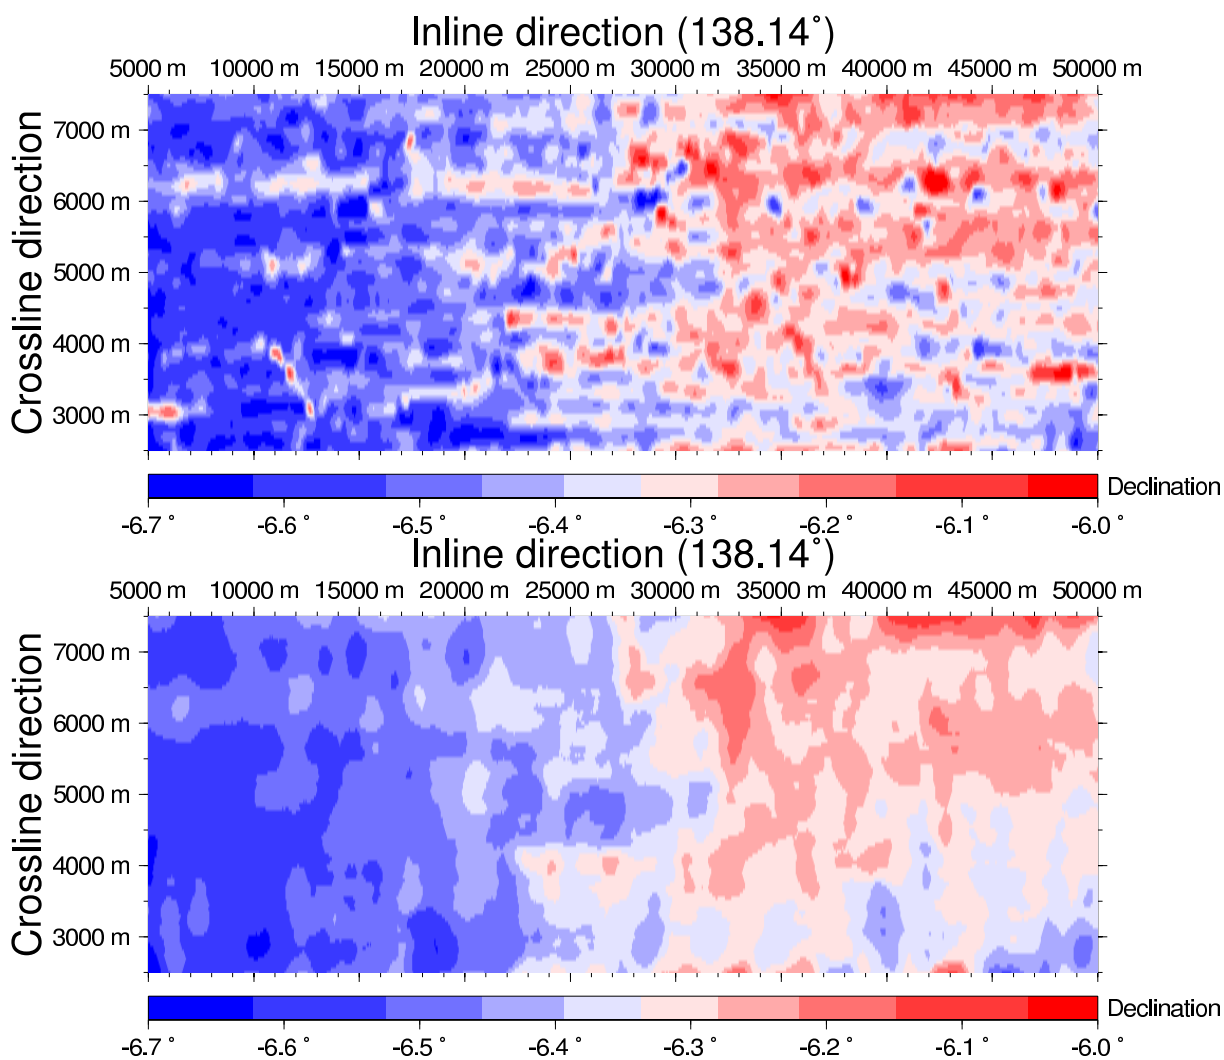 Inline direction (138.14˚)
5000 m 10000 m 15000 m 20000 m 25000 m 30000 m 35000 m 40000 m 45000 m 50000 m
Crossline direction
7000 m
6000 m
5000 m
4000 m
3000 m
Declination
-6.7 ˚ -6.6 ˚ -6.5 ˚ -6.4 ˚ -6.3 ˚ -6.2 ˚ -6.1 ˚ -6.0 ˚
Inline direction (138.14˚)
5000 m 10000 m 15000 m 20000 m 25000 m 30000 m 35000 m 40000 m 45000 m 50000 m
Crossline direction
7000 m
6000 m
5000 m
4000 m
3000 m
Declination
-6.7 ˚ -6.6 ˚ -6.5 ˚ -6.4 ˚ -6.3 ˚ -6.2 ˚ -6.1 ˚ -6.0 ˚